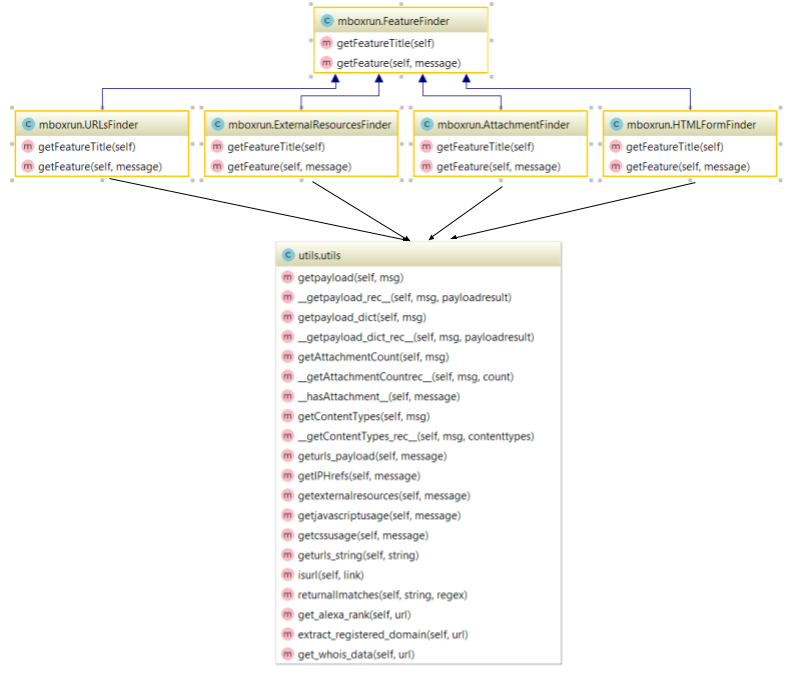 C mboxrun.FeatureFinder
m getFeatureTitle(self)
m getFeature(self, message)
C mboxrun.URLsFinder
m getFeatureTitle(self)
m getFeature(self, message)
C mboxrun.ExternalResourcesFinder
m getFeatureTitle(self)
m getFeature(self, message)
C mboxrun.AttachmentFinder
m getFeatureTitle(self)
m getFeature(self, message)
C mboxrun.HTMLFormFinder
m getFeatureTitle(self)
m getFeature(self, message)
C utils.utils
m getpayload(self, msg)
m __getpayload_rec__(self, msg, payloadresult)
m getpayload_dict(self, msg)
m __getpayload_dict_rec__(self, msg, payloadresult)
m getAttachmentCount(self, msg)
m __getAttachmentCountrec__(self, msg, count)
m __hasAttachment__(self, message)
m getContentTypes(self, msg)
m __getContentTypes_rec__(self, msg, contenttypes)
m geturls_payload(self, message)
m getIPHrefs(self, message)
m getexternalresources(self, message)
m getjavascriptusage(self, message)
m getcssusage(self, message)
m geturls_string(self, string)
m isurl(self, link)
m returnallmatches(self, string, regex)
m get_alexa_rank(self, url)
m extract_registered_domain(self, url)
m get_whois_data(self, url)